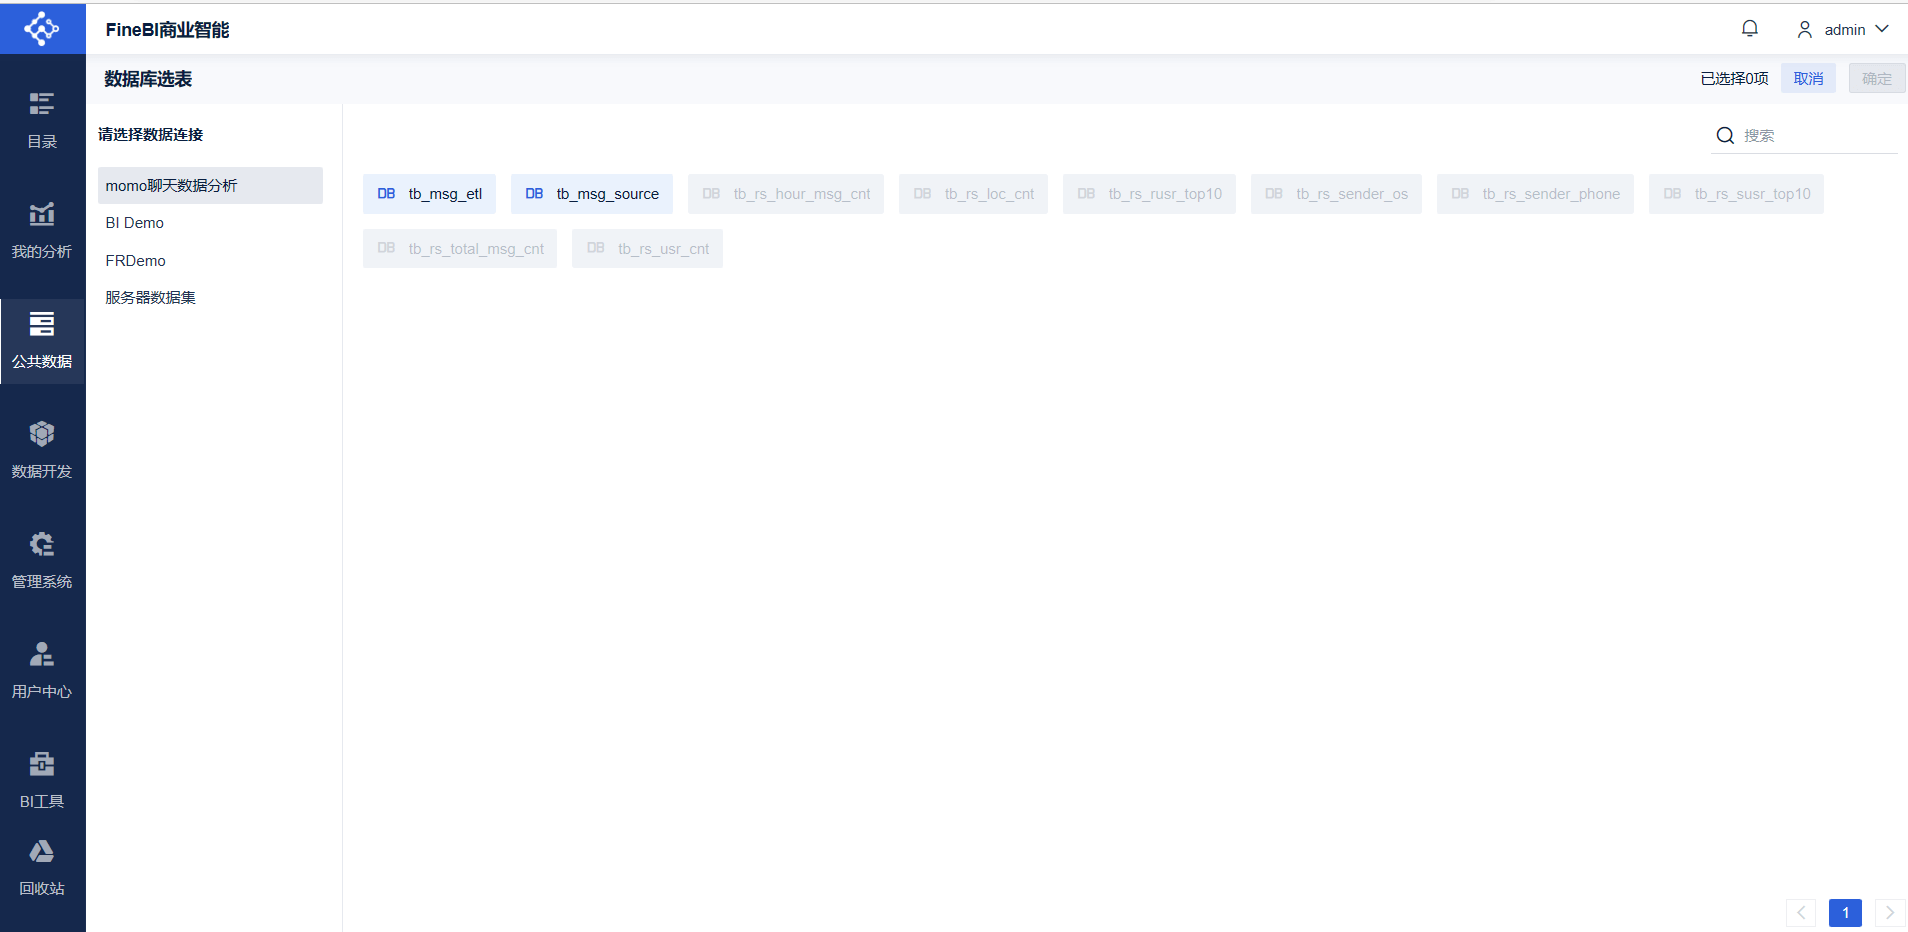 FineBI商业智能
admin
数据库选表
已选择0项
取消
确定
目录
我的分析
公共数据
数据开发
管理系统
用户中心
BI工具
回收站
请选择数据连接
momo聊天数据分析
BI Demo
FRDemo
服务器数据集
搜索
DB tb_msg_etl DB tb_msg_source DB tb_rs_hour_msg_cnt DB tb_rs_loc_cnt DB tb_rs_rusr_top10 DB tb_rs_sender_os DB tb_rs_sender_phone DB tb_rs_susr_top10
DB tb_rs_total_msg_cnt DB tb_rs_usr_cnt
1